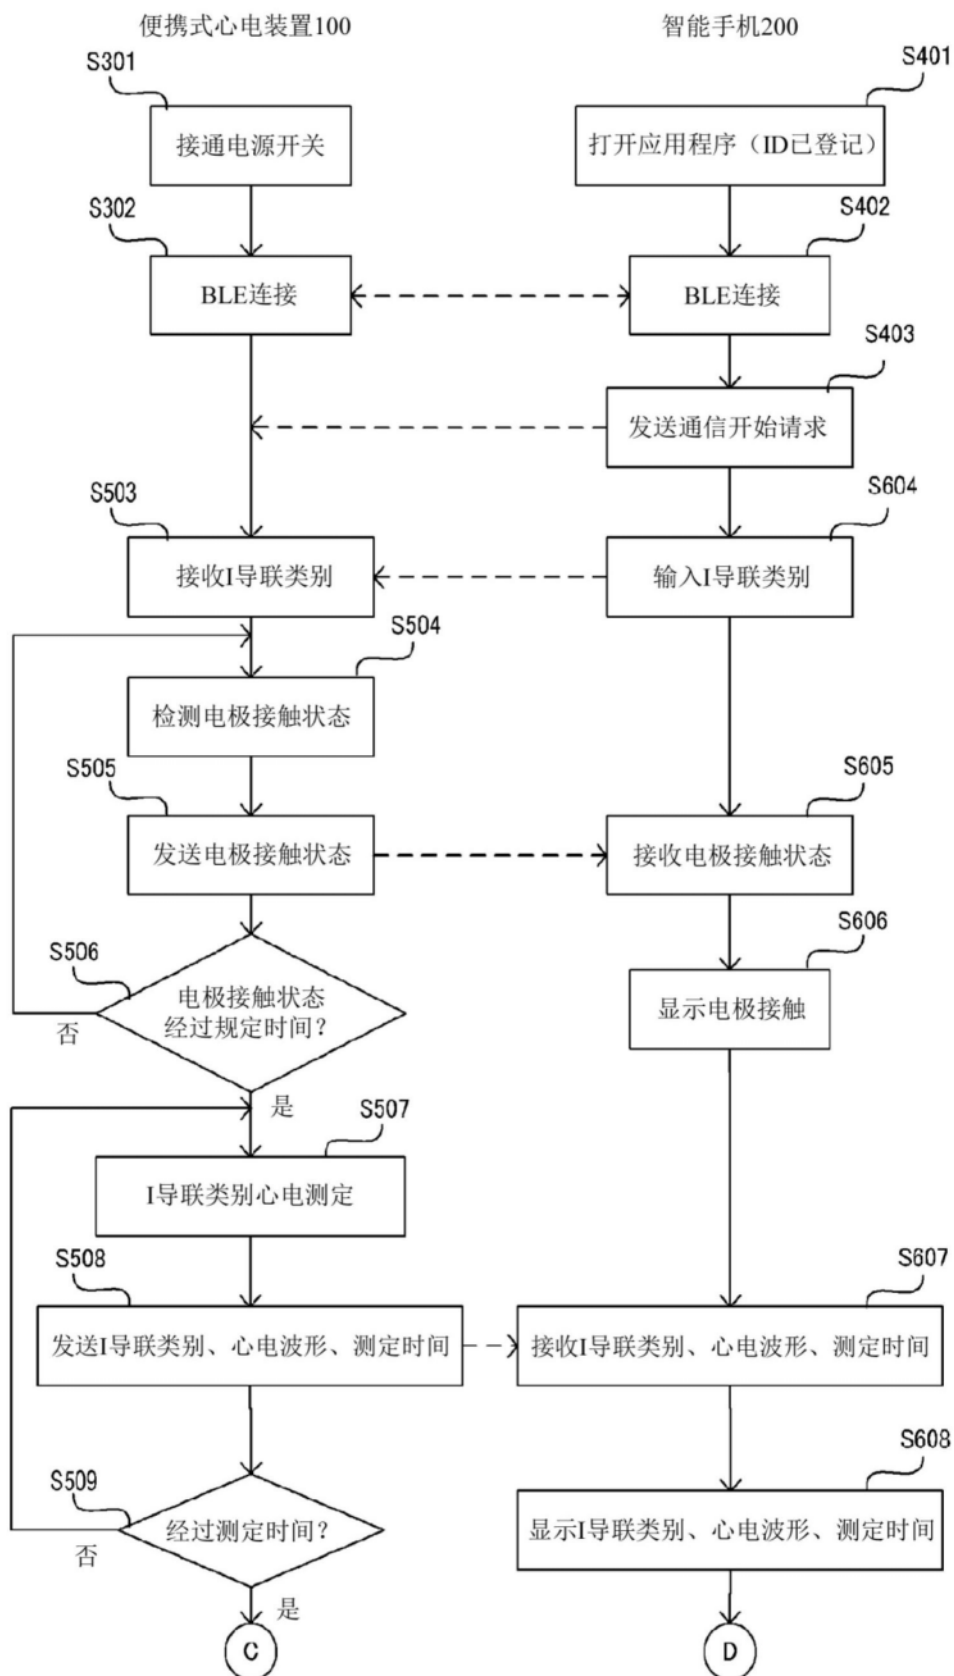 便携式心电装置100
智能手机200
S301
S401
接通电源开关
打开应用程序（ID已登记）
S302
S402
BLE连接
BLE连接
S403
发送通信开始请求
S503
S604
接收I导联类别
输入I导联类别
S504
检测电极接触状态
S505
S605
发送电极接触状态
接收电极接触状态
S606
S506
电极接触状态
经过规定时间？
显示电极接触
否
是
S507
I导联类别心电测定
S508
S607
发送I导联类别、心电波形、测定时间
接收I导联类别、心电波形、测定时间
S608
S509
经过测定时间？
显示I导联类别、心电波形、测定时间
否
是
C
D